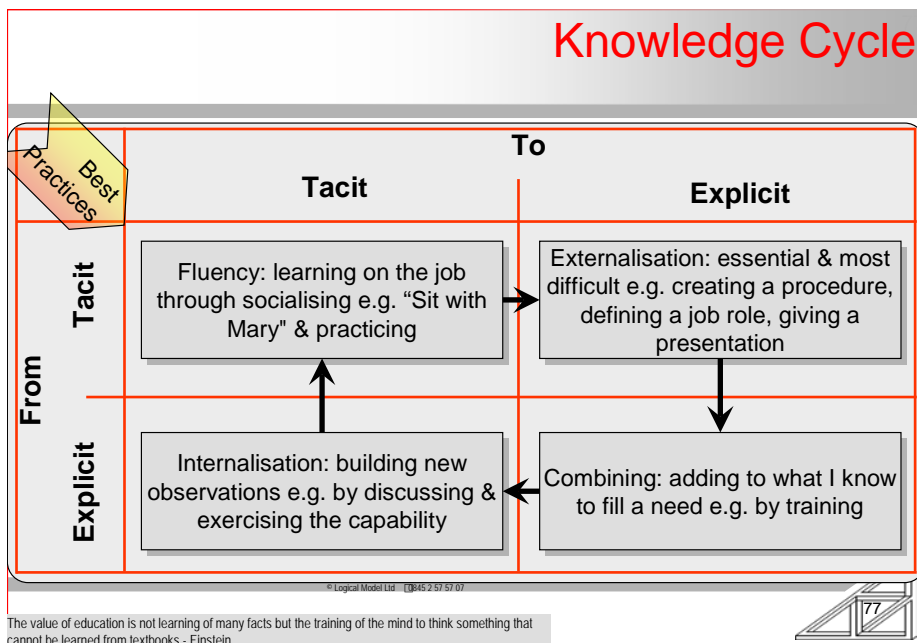 Knowledge Cycle
Best
Practices
To
Tacit
Explicit
From
Tacit
Fluency: learning on the job
through socialising e.g. “Sit with
Mary" & practicing
Externalisation: essential & most
difficult e.g. creating a procedure,
defining a job role, giving a
presentation
Explicit
Internalisation: building new
observations e.g. by discussing &
exercising the capability
Combining: adding to what I know
to fill a need e.g. by training
© Logical Model Ltd 0845 2 57 57 07
77
The value of education is not learning of many facts but the training of the mind to think something that
cannot be learned from textbooks - Einstein